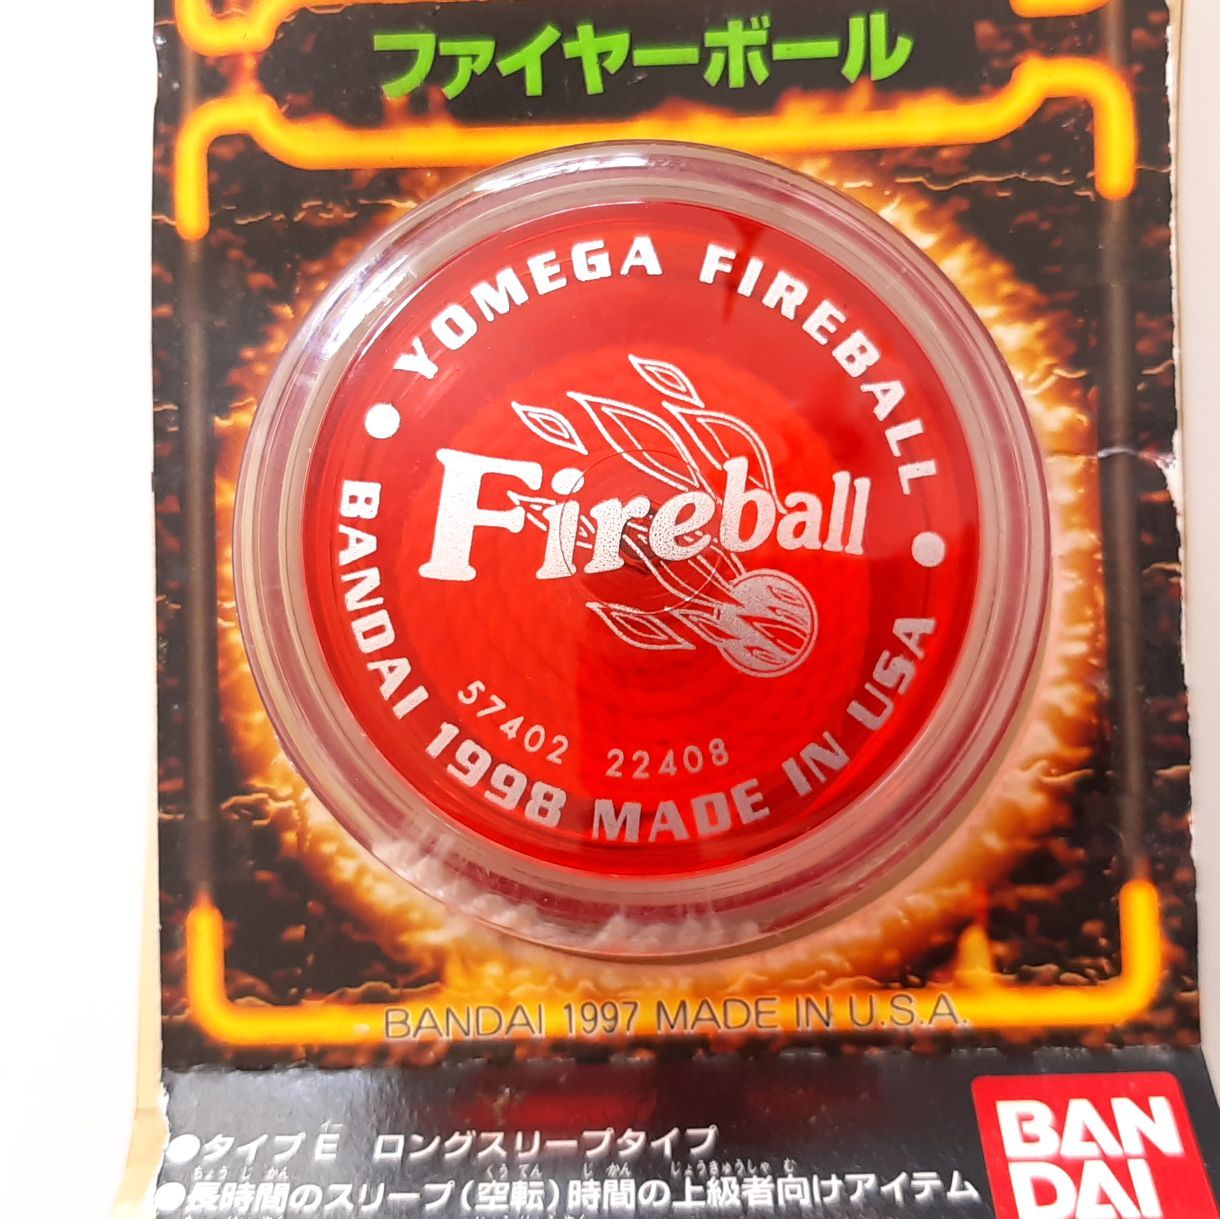 ファイヤーボール
YOMEGA FIREBALL
Fireball
57402 22408
BANDAI 1998 MADE IN USA
BANDAI 1997 MADE IN U.S.A.
●タイプE ロングスリープタイプ
●長時間のスリープ(空転)時間の上級者向けアイテム
BAN
DAI